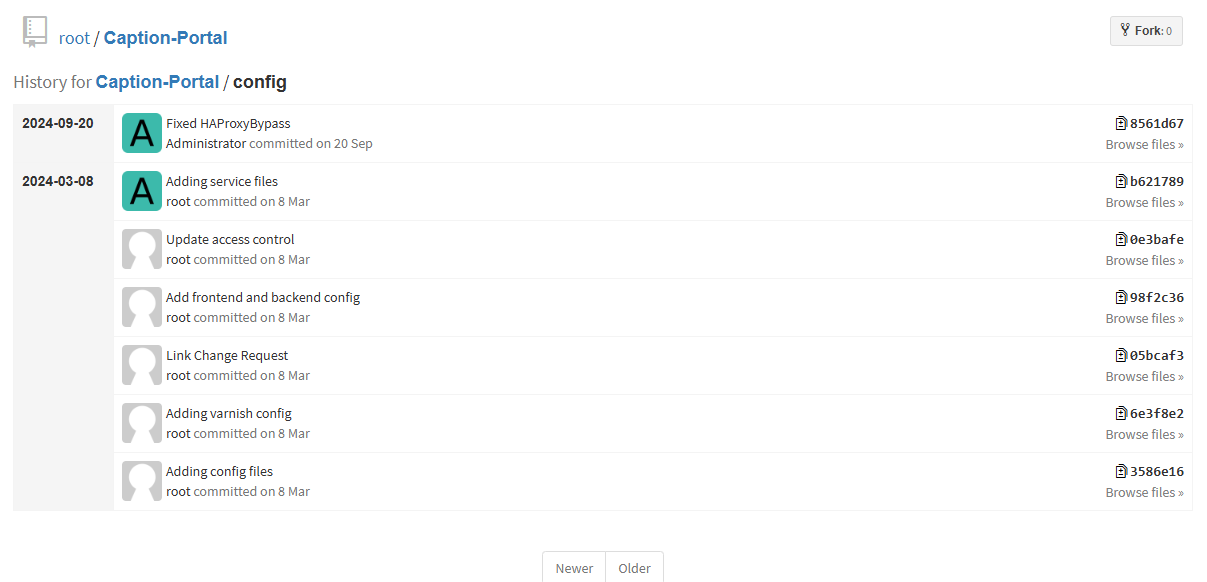 root / Caption-Portal
Fork: 0
History for Caption-Portal / config
2024-09-20
A
Fixed HAProxyBypass
8561d67
Administrator committed on 20 Sep
Browse files »
2024-03-08
A
Adding service files
b621789
root committed on 8 Mar
Browse files »
Update access control
0e3bafe
root committed on 8 Mar
Browse files »
Add frontend and backend config
98f2c36
root committed on 8 Mar
Browse files »
Link Change Request
05bcaf3
root committed on 8 Mar
Browse files »
Adding varnish config
6e3f8e2
root committed on 8 Mar
Browse files »
Adding config files
3586e16
root committed on 8 Mar
Browse files »
Newer
Older